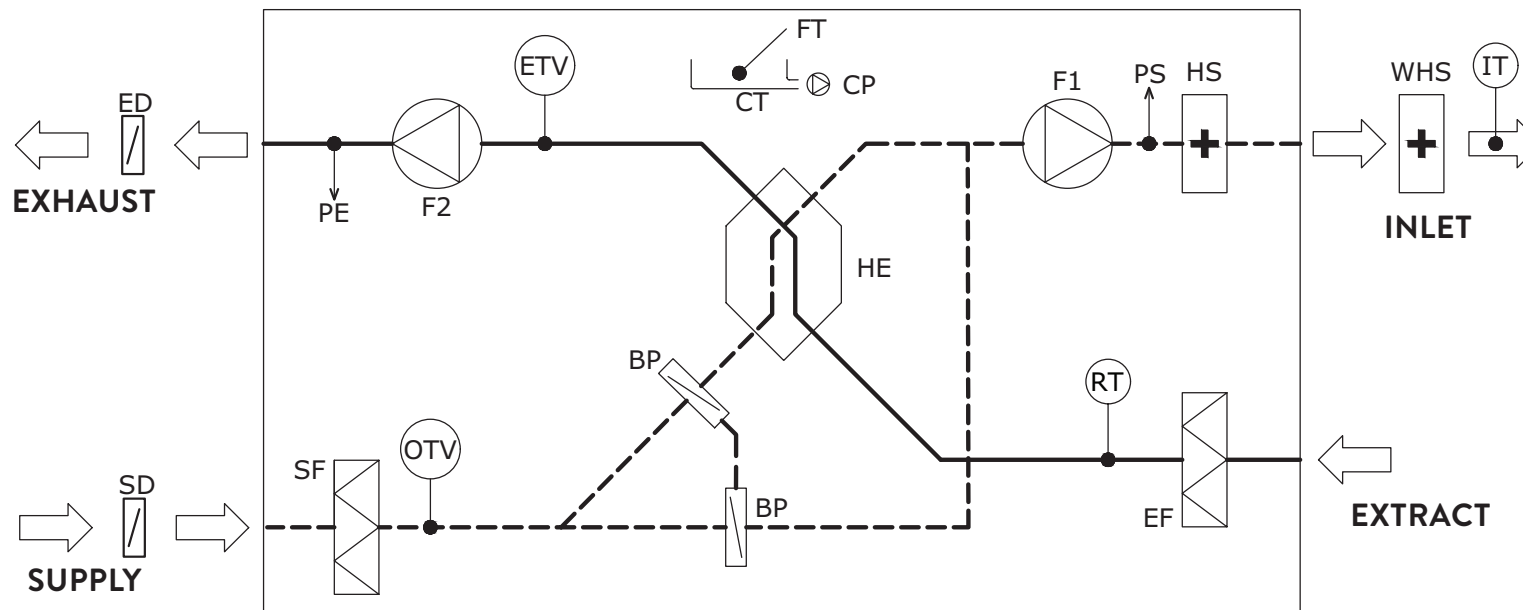 FT
ETV
CP
F1
PS
HS
WHS
IT
CT
ED
EXHAUST
PE
F2
INLET
HE
BP
RT
OTV
SF
SD
BP
EF
EXTRACT
SUPPLY